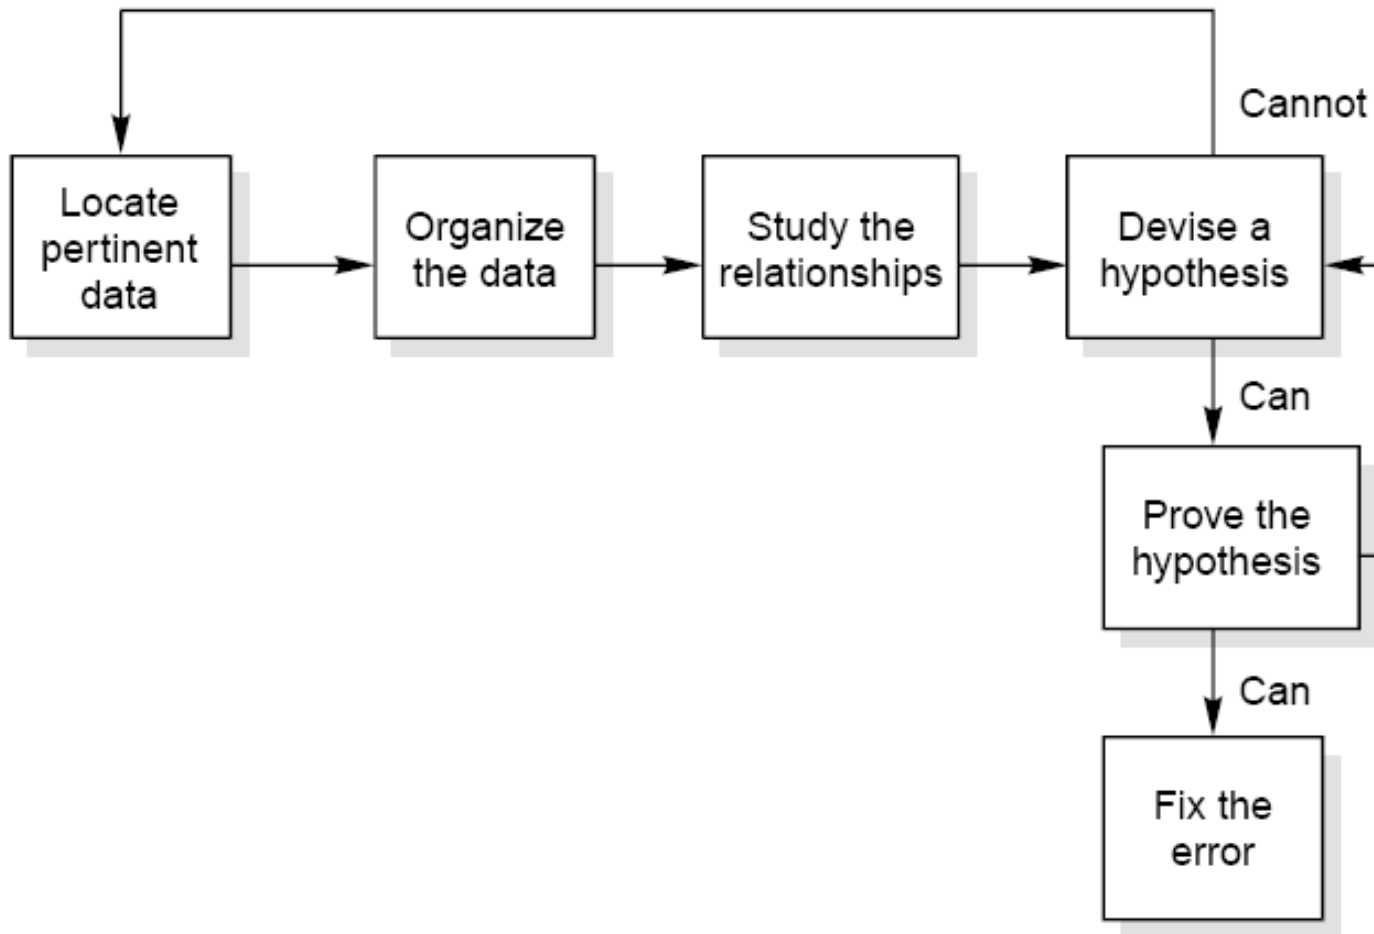 Cannot
Locate
pertinent
data
Organize
the data
Study the
relationships
Devise a
hypothesis
Can
Prove the
hypothesis
Can
Fix the
error